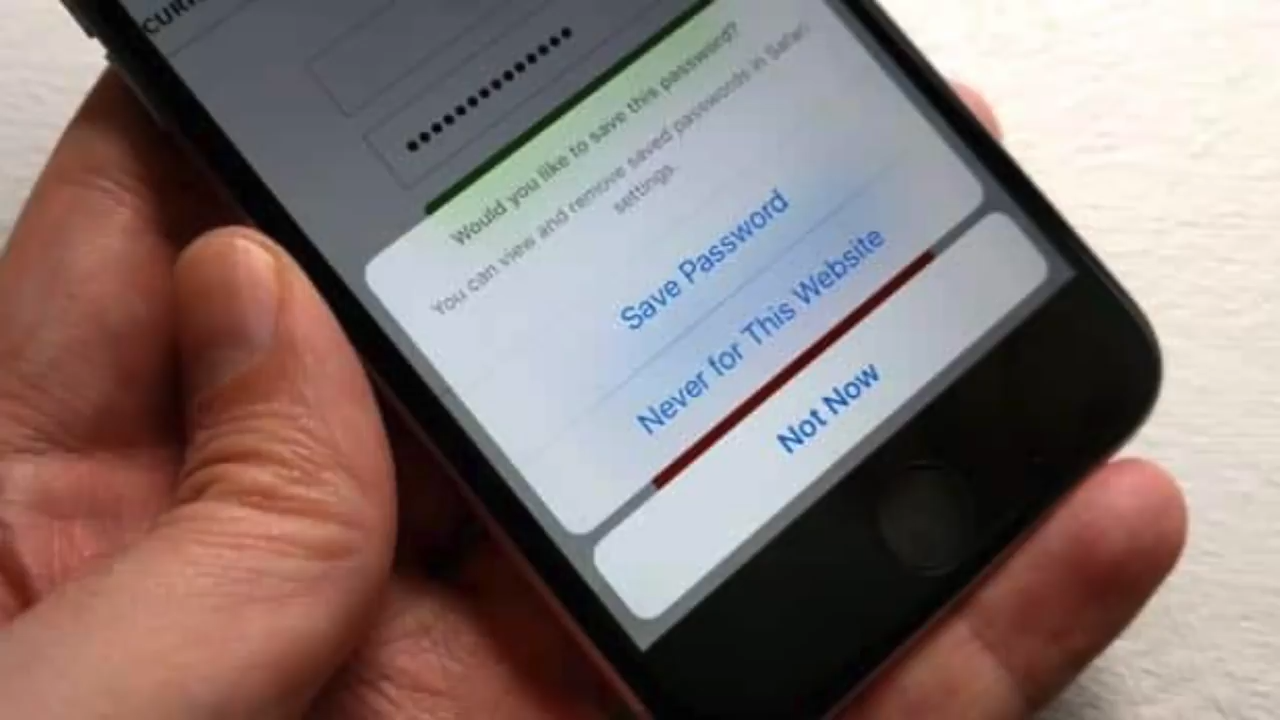 Would you like to save this password?
You can view and remove saved passwords in Safari
settings.
Save Password
Never for This Website
Not Now